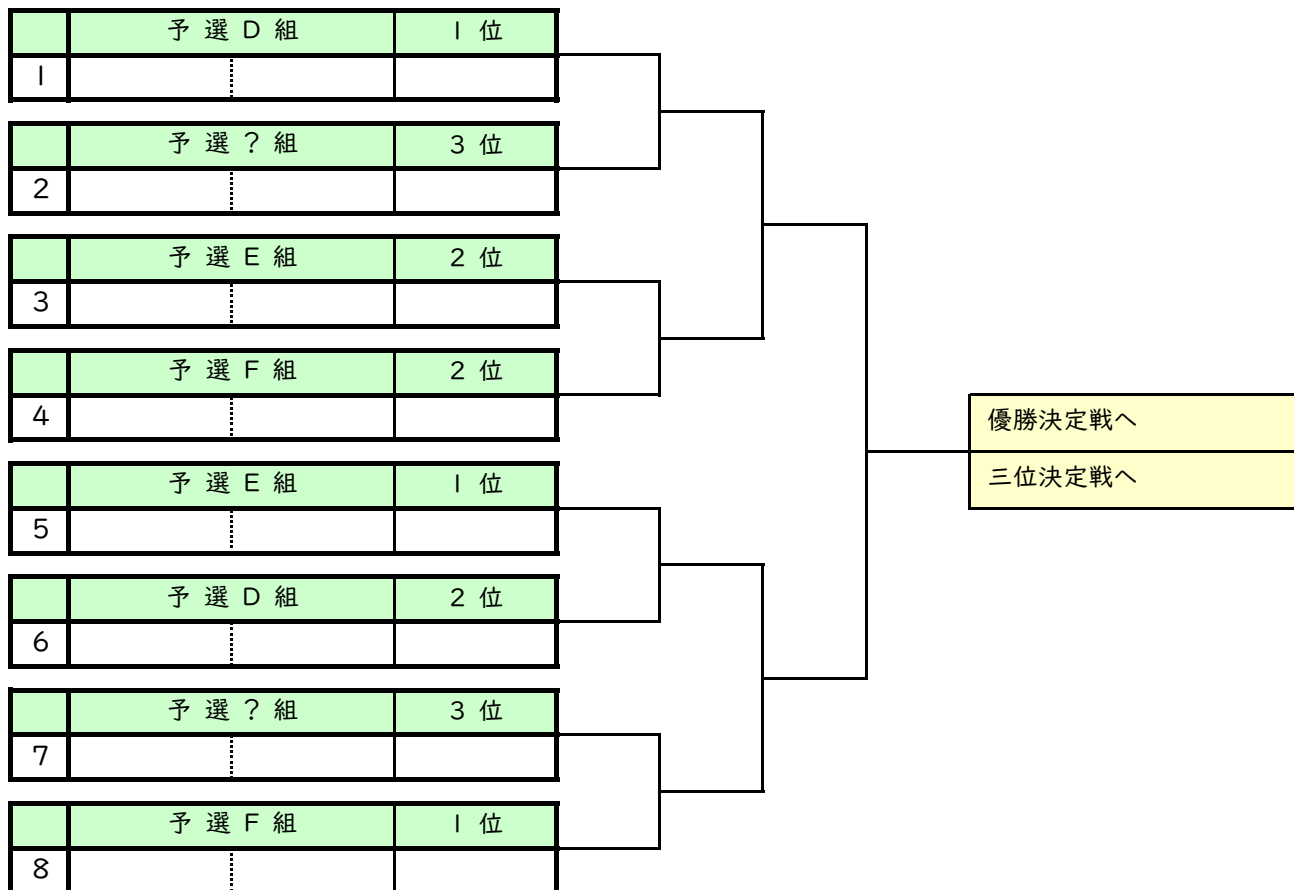 予選D組 1位
1
予選?組 3位
2
予選E組 2位
3
予選F組 2位
4
優勝決定戦へ
予選E組 1位
三位決定戦へ
5
予選D組 2位
6
予選?組 3位
7
予選F組 1位
8